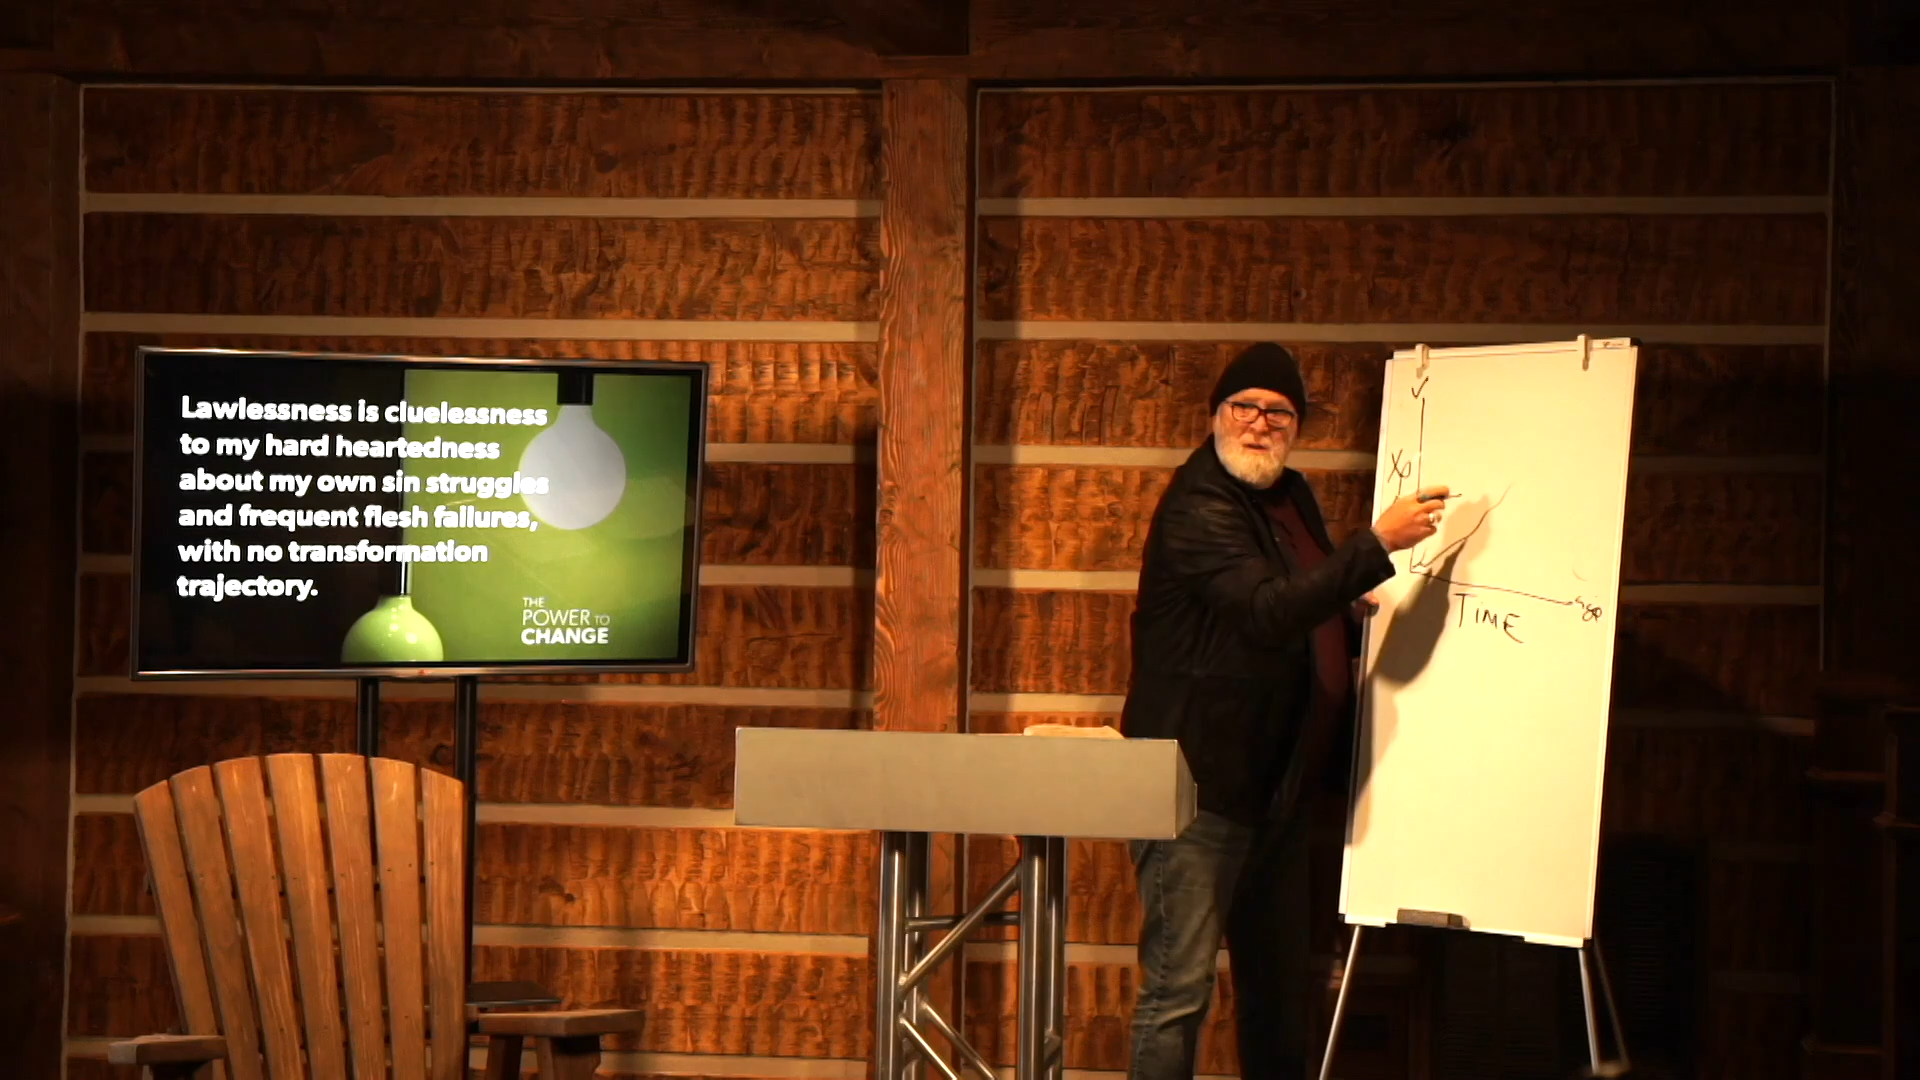 Lawlessness is cluelessness
to my hard heartedness
about my own sin struggles
and frequent flesh failures,
with no transformation
trajectory.
THE
POWER TO
CHANGE
TIME